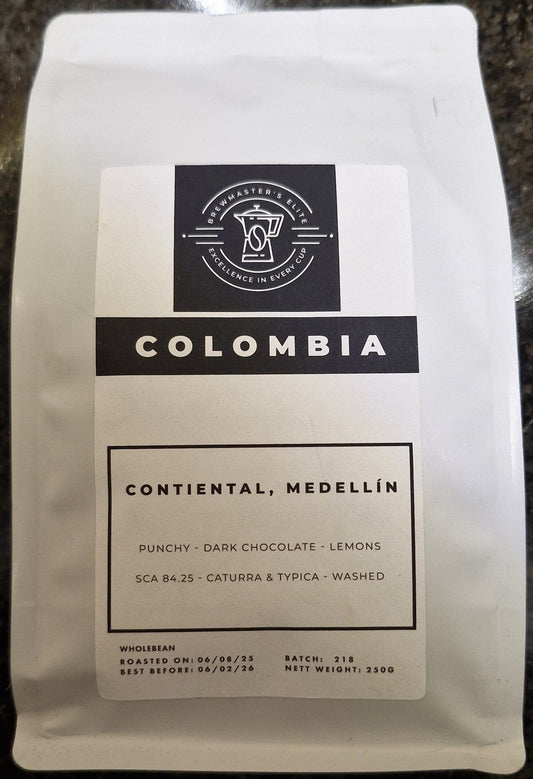 BREWMASTER'S ELITE
EXCELLENCE IN EVERY CUP
COLOMBIA
CONTIENTAL, MEDELLÍN
PUNCHY - DARK CHOCOLATE - LEMONS
SCA 84.25 - CATURRA & TYPICA - WASHED
WHOLEBEAN
ROASTED ON: 06/08/25 BATCH: 218
BEST BEFORE: 06/02/26 NETT WEIGHT: 250G